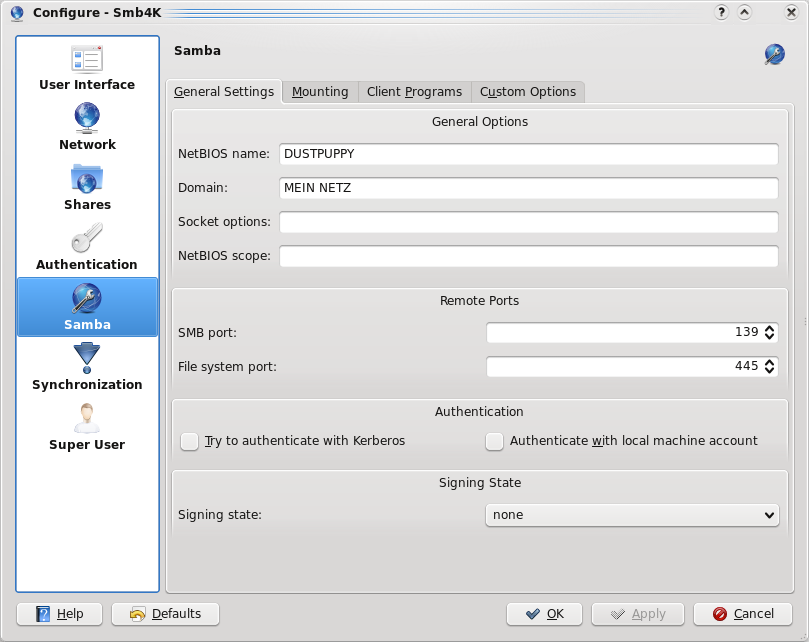 Configure - Smb4K
User Interface
Network
Shares
Authentication
Samba
Synchronization
Super User
Samba
General Settings Mounting Client Programs Custom Options
General Options
NetBIOS name: DUSTPUPPY
Domain: MEIN NETZ
Socket options:
NetBIOS scope:
Remote Ports
SMB port: 139
File system port: 445
Authentication
Try to authenticate with Kerberos Authenticate with local machine account
Signing State
Signing state: none
Help Defaults OK Apply Cancel